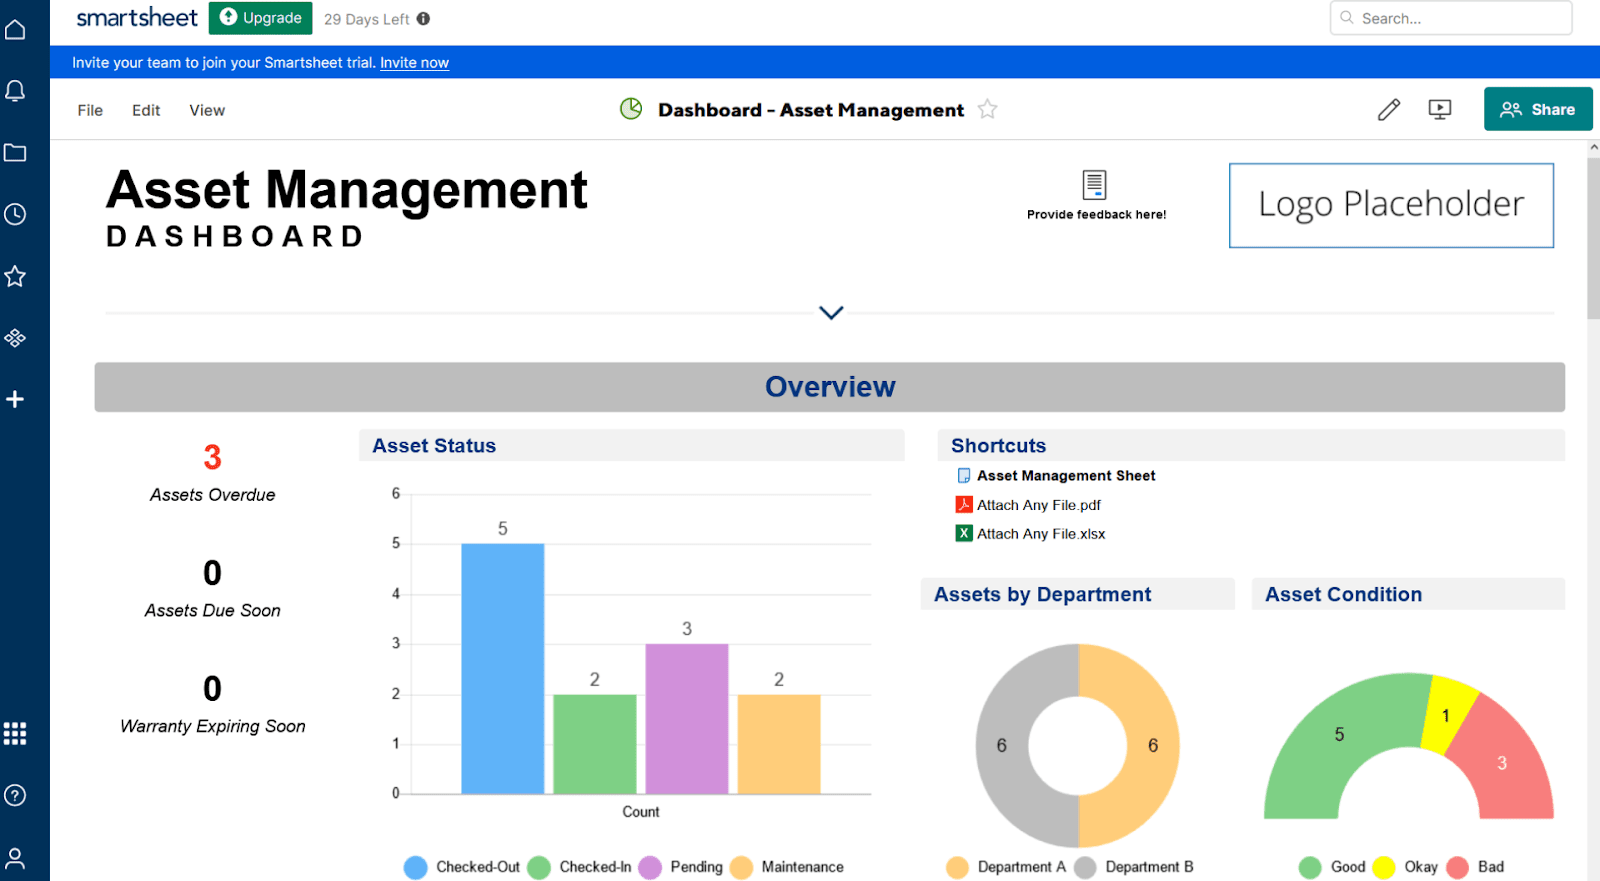 smartsheet
Upgrade
29 Days Left
Search...
Invite your team to join your Smartsheet trial. Invite now
File Edit View
Dashboard - Asset Management
Share
Asset Management
DASHBOARD
Provide feedback here!
Logo Placeholder
Overview
3
Assets Overdue
0
Assets Due Soon
0
Warranty Expiring Soon
Asset Status
6
5
4
3
2
1
0
5
2
3
2
Count
Checked-Out Checked-In Pending Maintenance
Shortcuts
Asset Management Sheet
Attach Any File.pdf
Attach Any File.xlsx
Assets by Department
6
6
Department A Department B
Asset Condition
5
1
3
Good Okay Bad